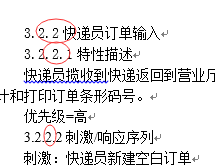 3.2.2 快递员订单输入
3.2.2.1 特性描述
快递员揽收到快递返回到营业厅
计和打印订单条形码号。
优先级=高
3.2.2.2 刺激/响应序列
刺激：快递员新建空白订单